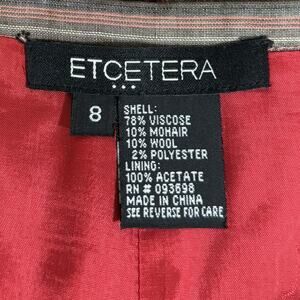 ETCETERA
...
8
SHELL:
78% VISCOSE
10% MOHAIR
10% WOOL
2% POLYESTER
LINING:
100% ACETATE
RN # 093698
MADE IN CHINA
SEE REVERSE FOR CARE